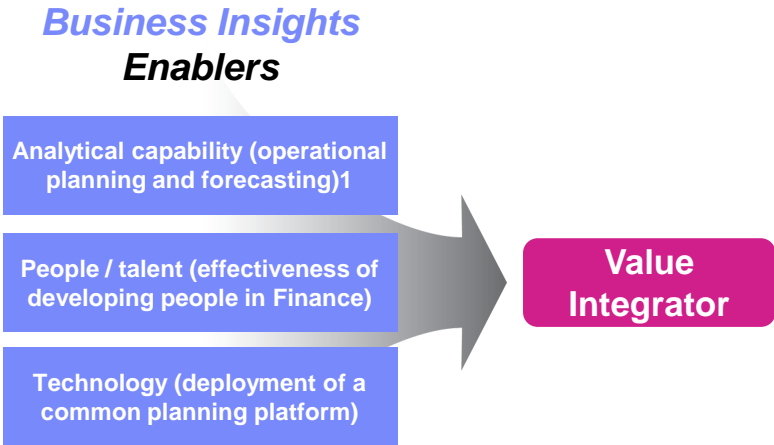 Business Insights
Enablers
Analytical capability (operational
planning and forecasting)1
People / talent (effectiveness of
developing people in Finance)
Technology (deployment of a
common planning platform)
Value
Integrator